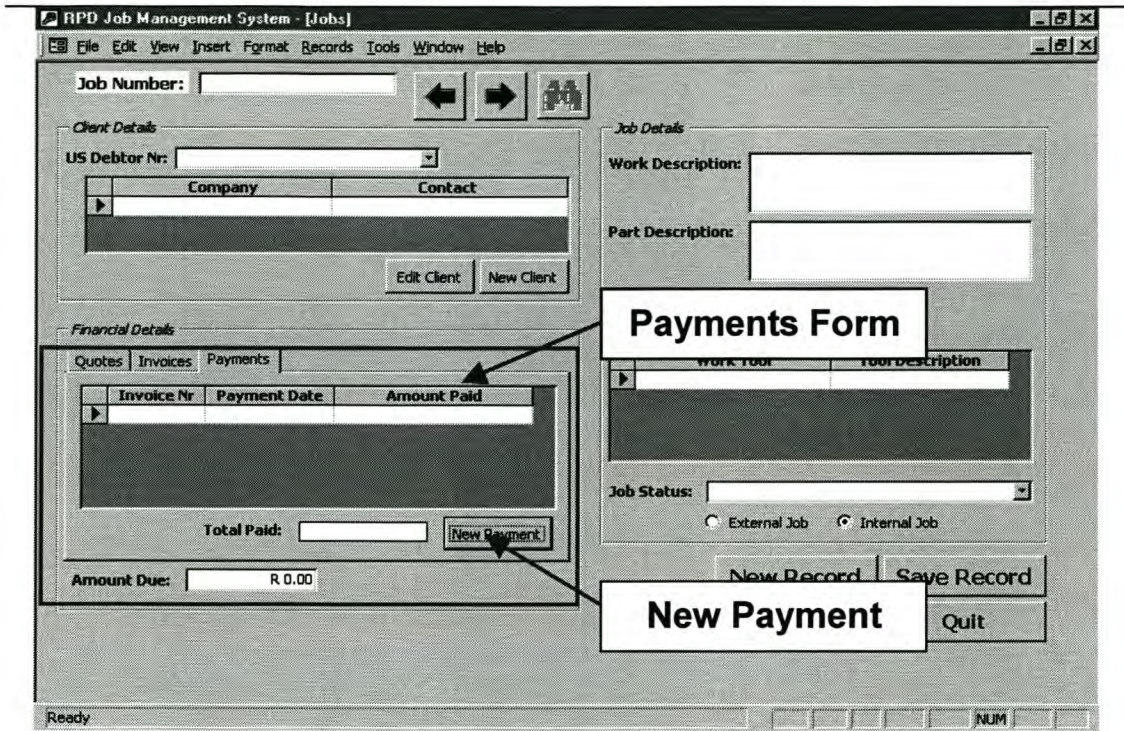 RPD Job Management System - [Jobs]
File Edit View Insert Format Records Tools Window Help
Job Number:
Client Details
US Debtor Nr:
Company Contact
Edit Client New Client
Financial Details
Quotes Invoices Payments
Invoice Nr Payment Date Amount Paid
Total Paid: New Payment
Amount Due: R 0.00
Job Details
Work Description:
Part Description:
Payments Form
Work Tool Tool Description
Job Status:
External Job Internal Job
New Record Save Record
New Payment
Quit
Ready NUM